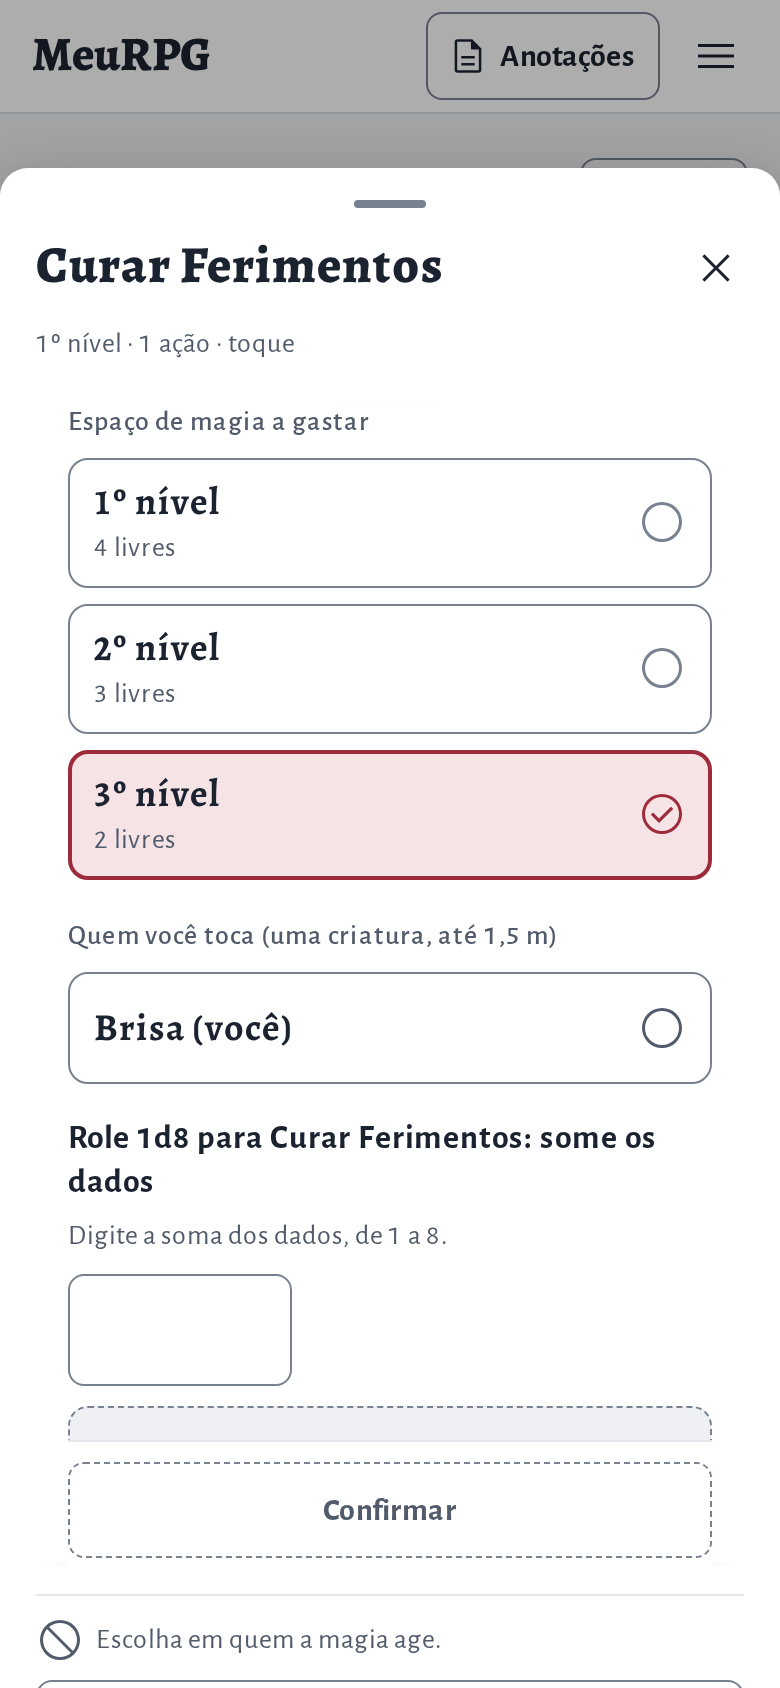 MeuRPG
Anotações
Curar Ferimentos
1º nível · 1 ação · toque
Espaço de magia a gastar
1º nível
4 livres
2º nível
3 livres
3º nível
2 livres
Quem você toca (uma criatura, até 1,5 m)
Brisa (você)
Role 1d8 para Curar Ferimentos: some os
dados
Digite a soma dos dados, de 1 a 8.
Confirmar
Escolha em quem a magia age.